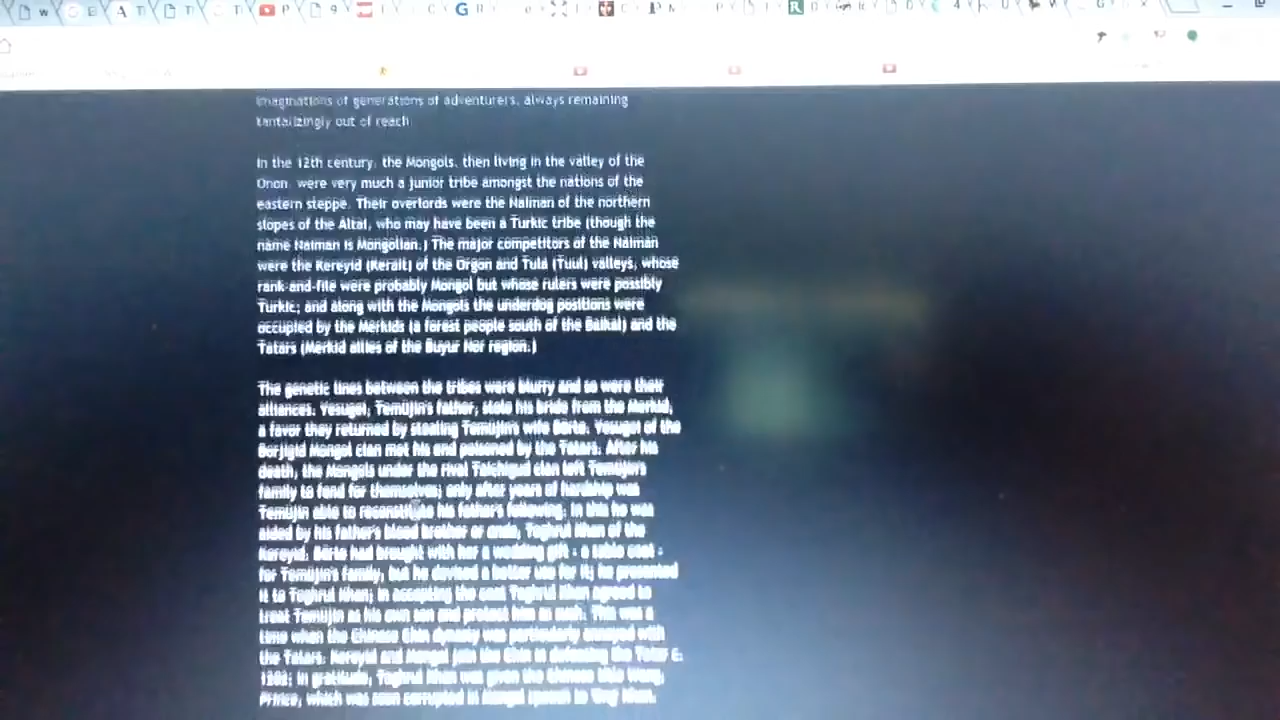 imaginations of generations of adventurers, always remaining
tantalizingly out of reach
In the 12th century, the Mongols, then living in the valley of the
Onon, were very much a junior tribe amongst the nations of the
eastern steppe. Their overlords were the Naiman of the northern
slopes of the Altai, who may have been a Turkic tribe (though the
name Naiman is Mongolian.) The major competitors of the Naiman
were the Kereyid (Kerait) of the Orgon and Tula (Tuul) valleys, whose
rank-and-file were probably Mongol but whose rulers were possibly
Turkic; and along with the Mongols the underdog positions were
occupied by the Merkids (a forest people south of the Baikal) and the
Tatars (Merkid allies of the Buyur Nor region.)
The genetic lines between the tribes were blurry and so were their
alliances. Yesugei, Temüjin's father, stole his bride from the Merkid,
a favor they returned by stealing Temüjin's wife Börte. Yesugei of the
Borjigid Mongol clan met his end poisoned by the Tatars. After his
death, the Mongols under the rival Taichigud clan left Temüjin's
family to fend for themselves; only after years of hardship was
Temüjin able to reconstitute his father's following. In this he was
aided by his father's blood brother or anda, Toghrul Khan of the
Kereyid. Börte had brought with her a wedding gift - a sable coat -
for Temüjin's family, but he devised a better use for it; he presented
it to Toghrul Khan; in accepting the coat Toghrul Khan agreed to
treat Temüjin as his own son and protect him as such. This was a
time when the Chinese Chin dynasty was particularly annoyed with
the Tatars. Kereyid and Mongol join the Chin in defeating the Tatar
in gratitude, Toghrul Khan was given the Chinese title Wang,
Prince, which was soon corrupted in Mongol speech to Ong Khan.